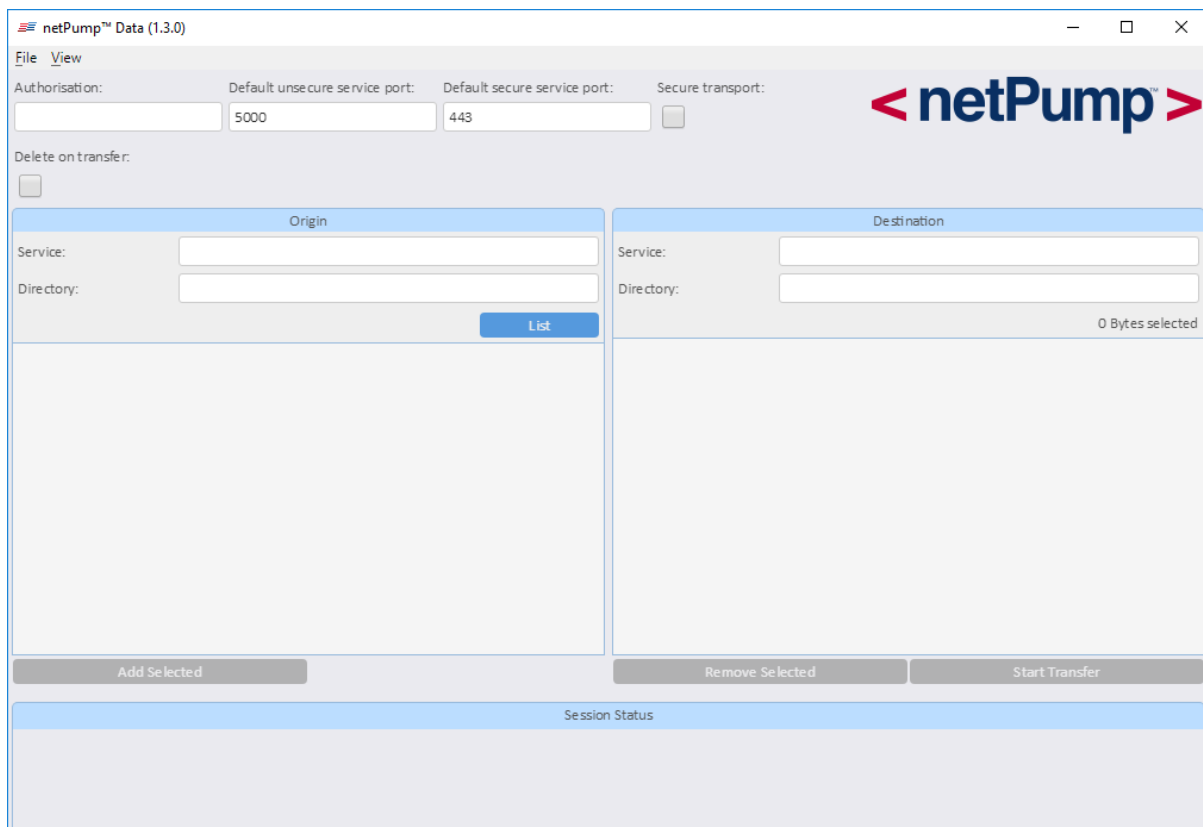 netPump™ Data (1.3.0)
File View
Authorisation: Default unsecure service port: Default secure service port: Secure transport:
5000 443
<netPump™>
Delete on transfer:
Origin
Service:
Directory:
List
Destination
Service:
Directory:
0 Bytes selected
Add Selected
Remove Selected Start Transfer
Session Status